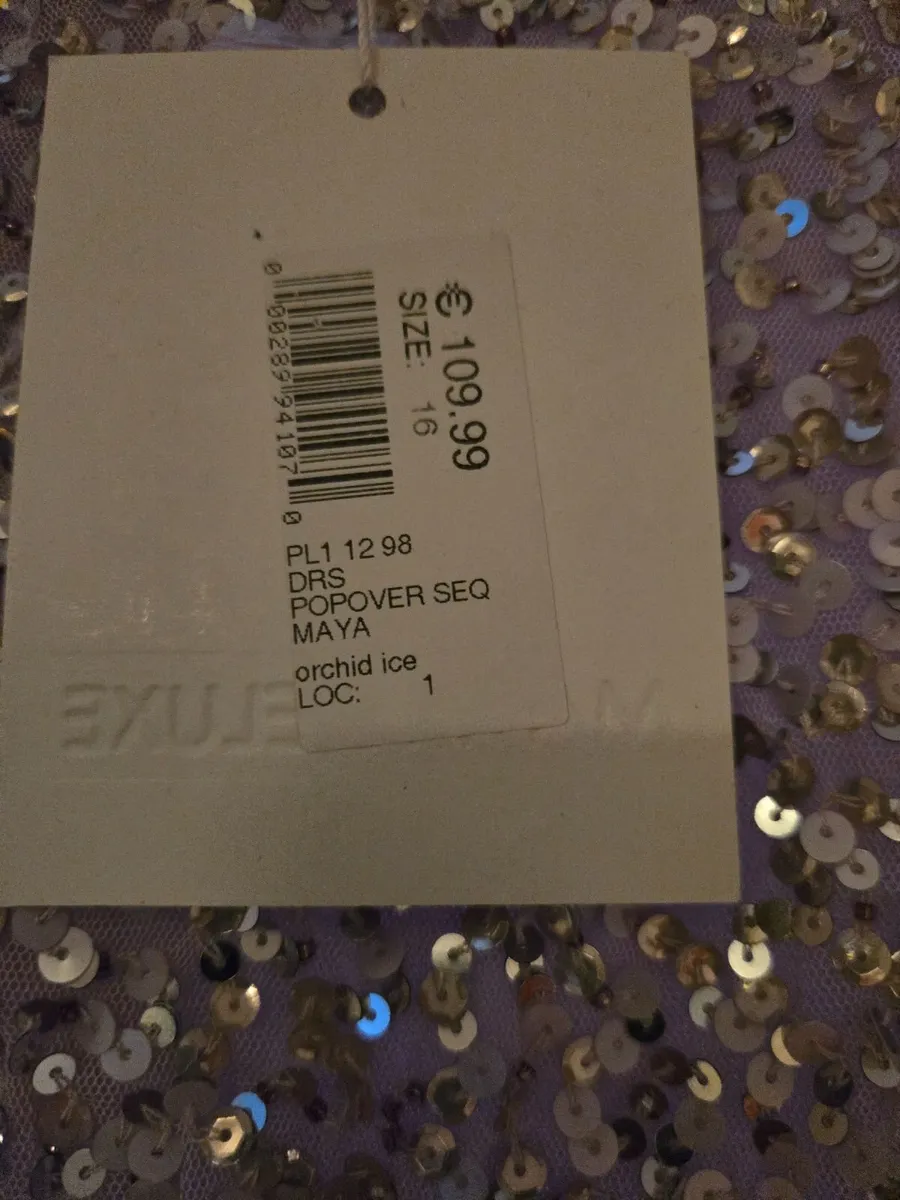 € 109.99
SIZE: 16
0 00289 94107 0
PL1 12 98
DRS
POPOVER SEQ
MAYA
orchid ice
LOC: 1